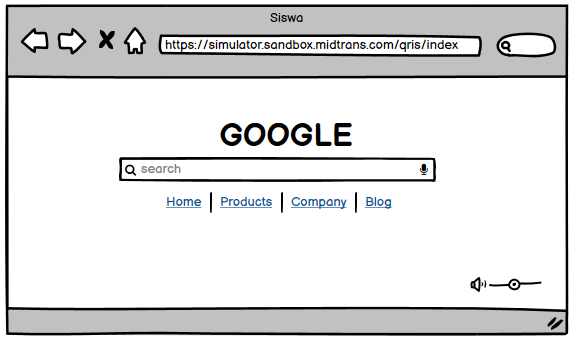 Siswa
https://simulator.sandbox.midtrans.com/qris/index
GOOGLE
search
Home Products Company Blog